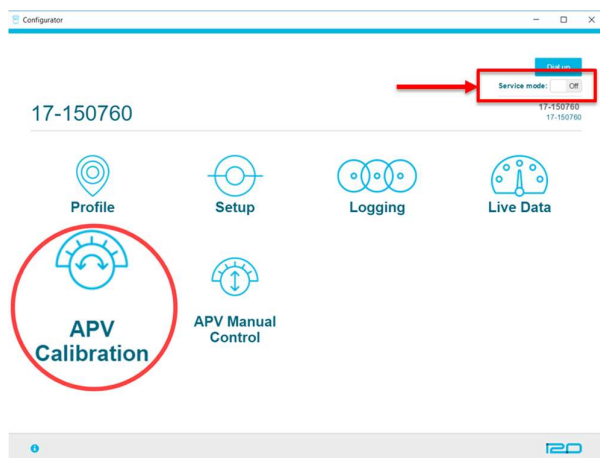 Configurator
Dial up
Service mode: Off
17-150760
17-150760
17-150760
Profile
Setup
Logging
Live Data
APV
Calibration
APV Manual
Control
i2O